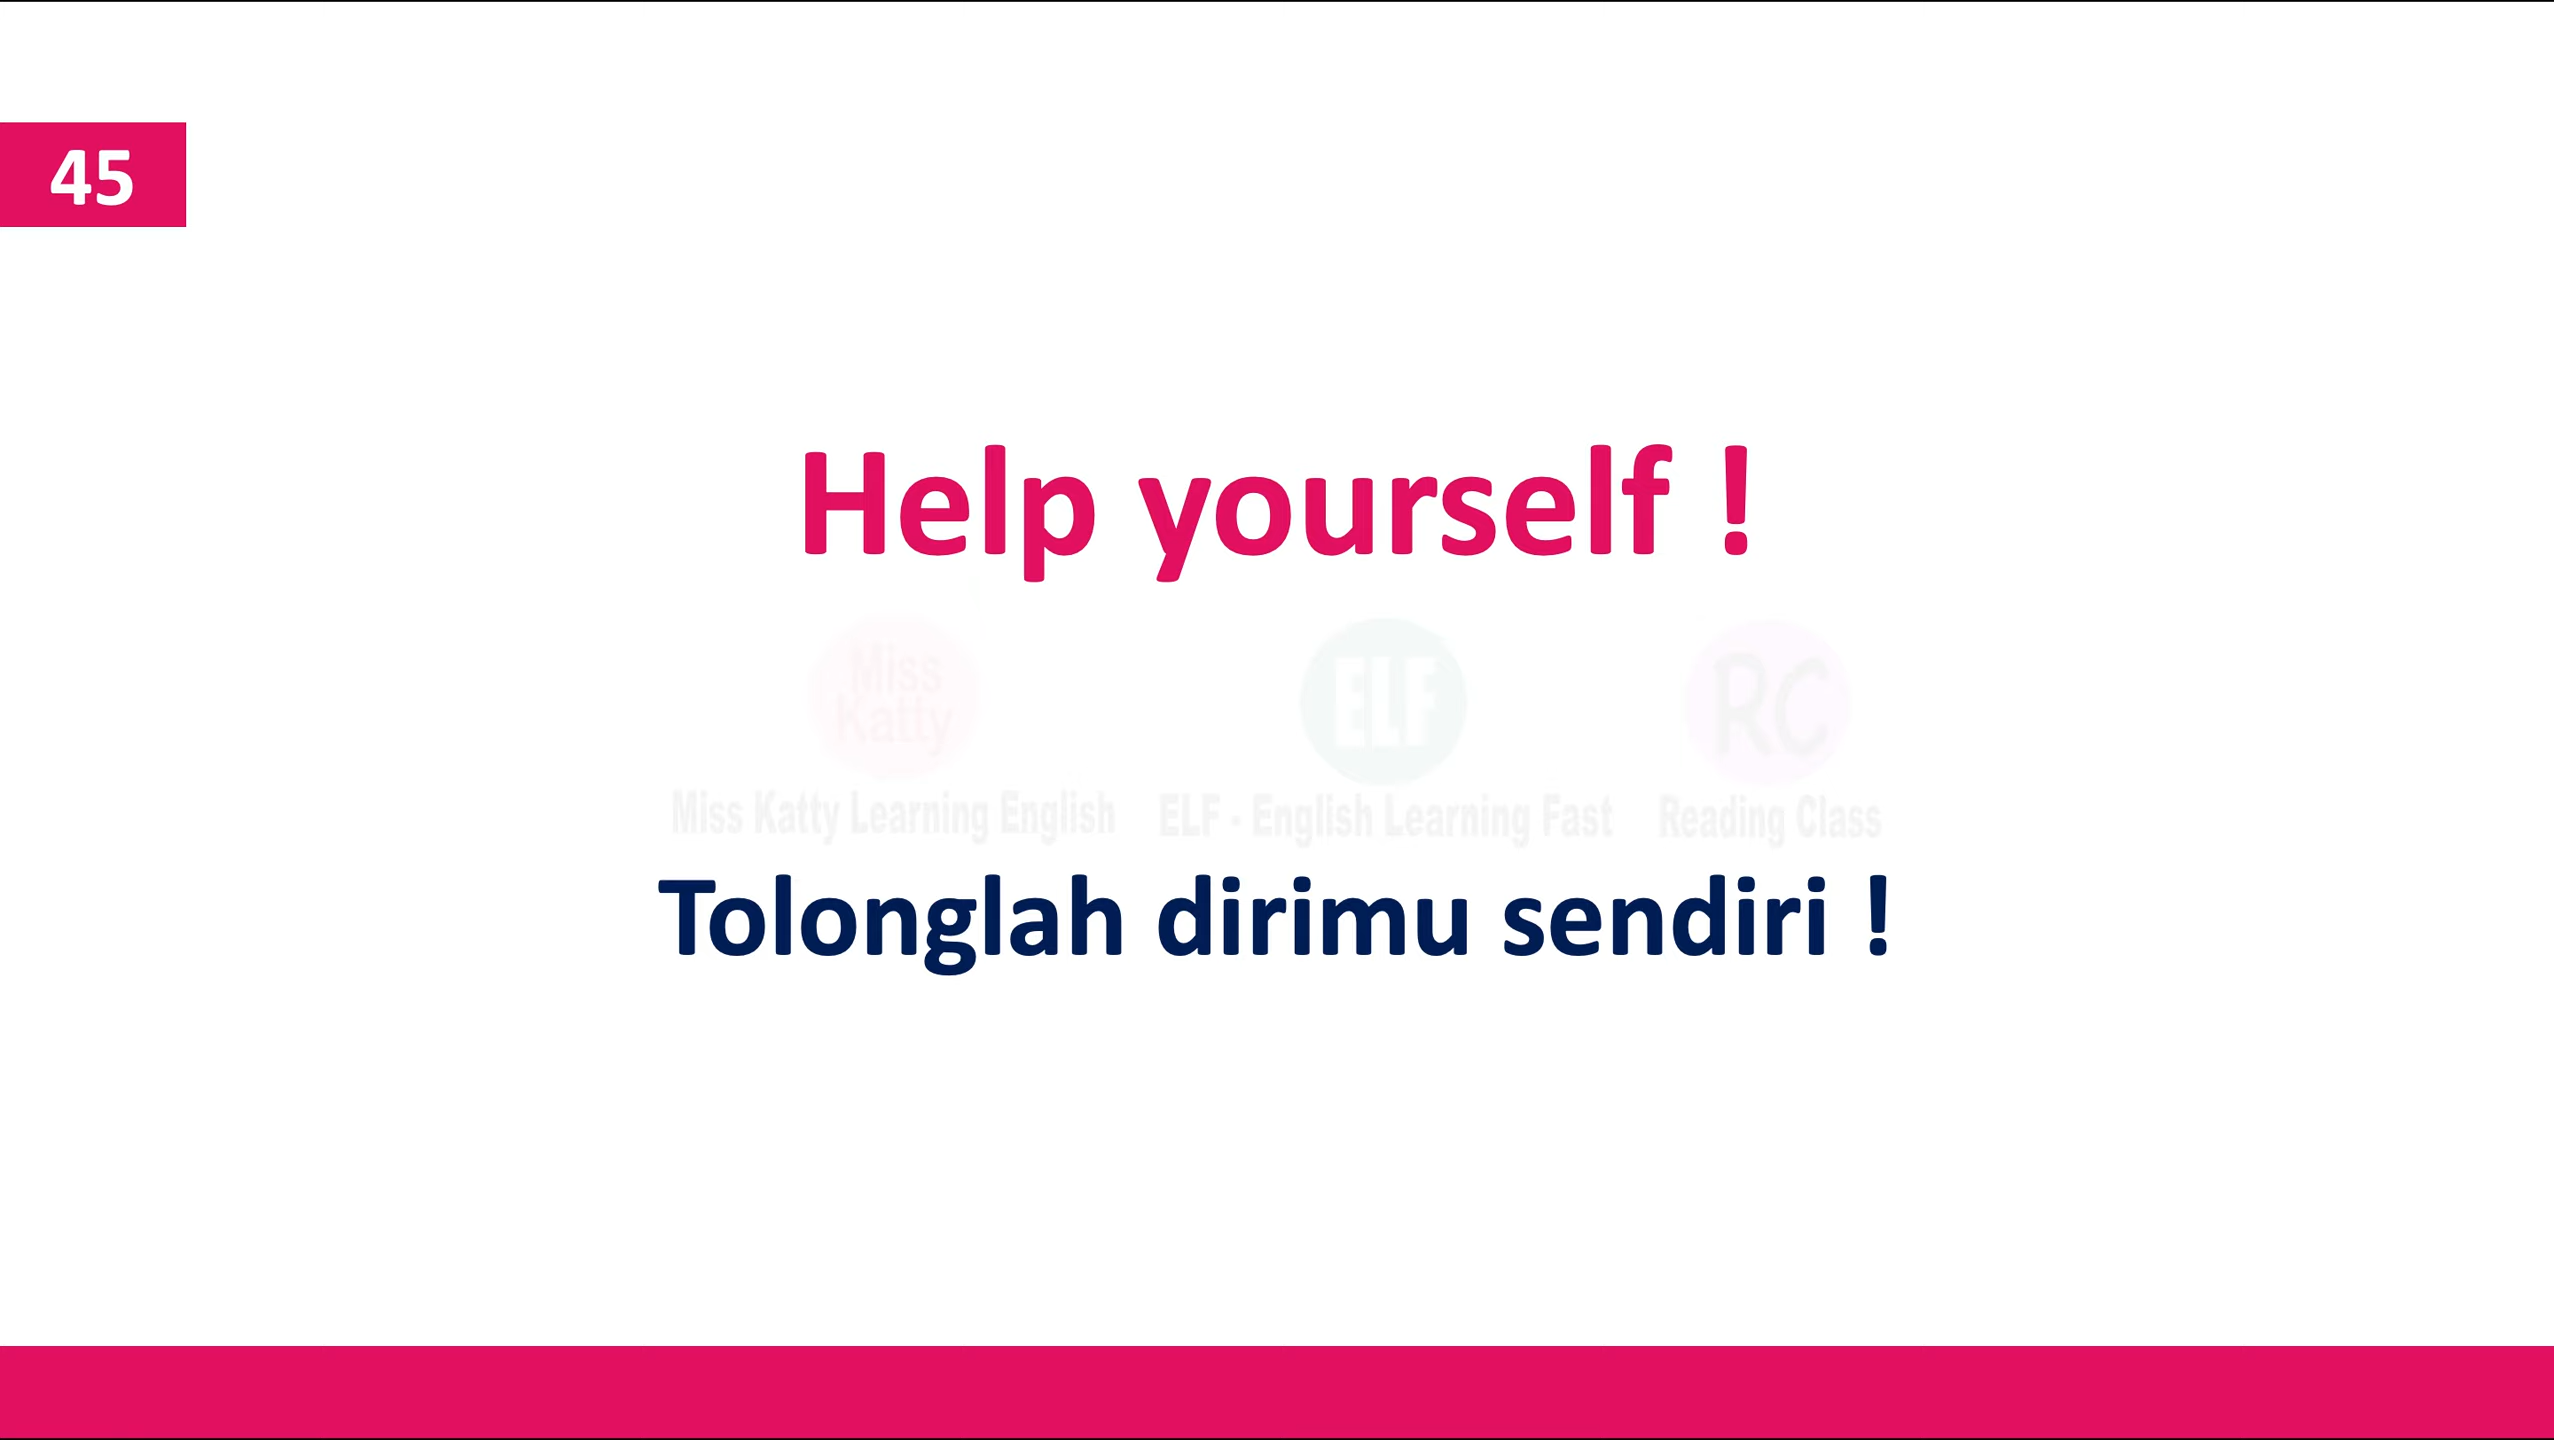 45
Help yourself !
Miss
Katty
ELF
RC
Miss Katty Learning English
ELF - English Learning Fast
Reading Class
Tolonglah dirimu sendiri !